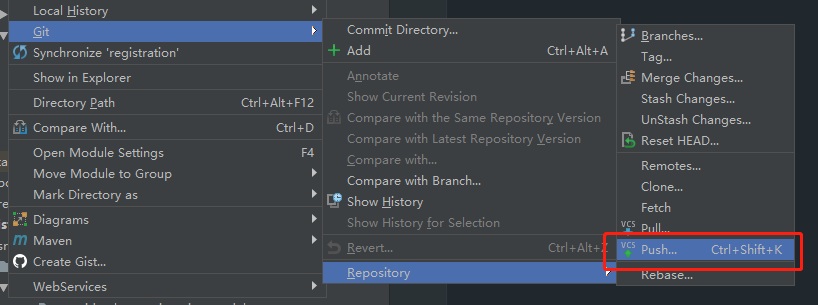 Local History
Git
Synchronize 'registration'
Show in Explorer
Directory Path Ctrl+Alt+F12
Compare With... Ctrl+D
Open Module Settings F4
Move Module to Group
Mark Directory as
Diagrams
Maven
Create Gist...
WebServices
Commit Directory...
Add Ctrl+Alt+A
Annotate
Show Current Revision
Compare with the Same Repository Version
Compare with Latest Repository Version
Compare with...
Compare with Branch...
Show History
Show History for Selection
Revert... Ctrl+Alt+Z
Repository
Branches...
Tag...
Merge Changes...
Stash Changes...
UnStash Changes...
Reset HEAD...
Remotes...
Clone...
Fetch
VCS Pull...
VCS Push... Ctrl+Shift+K
Rebase...